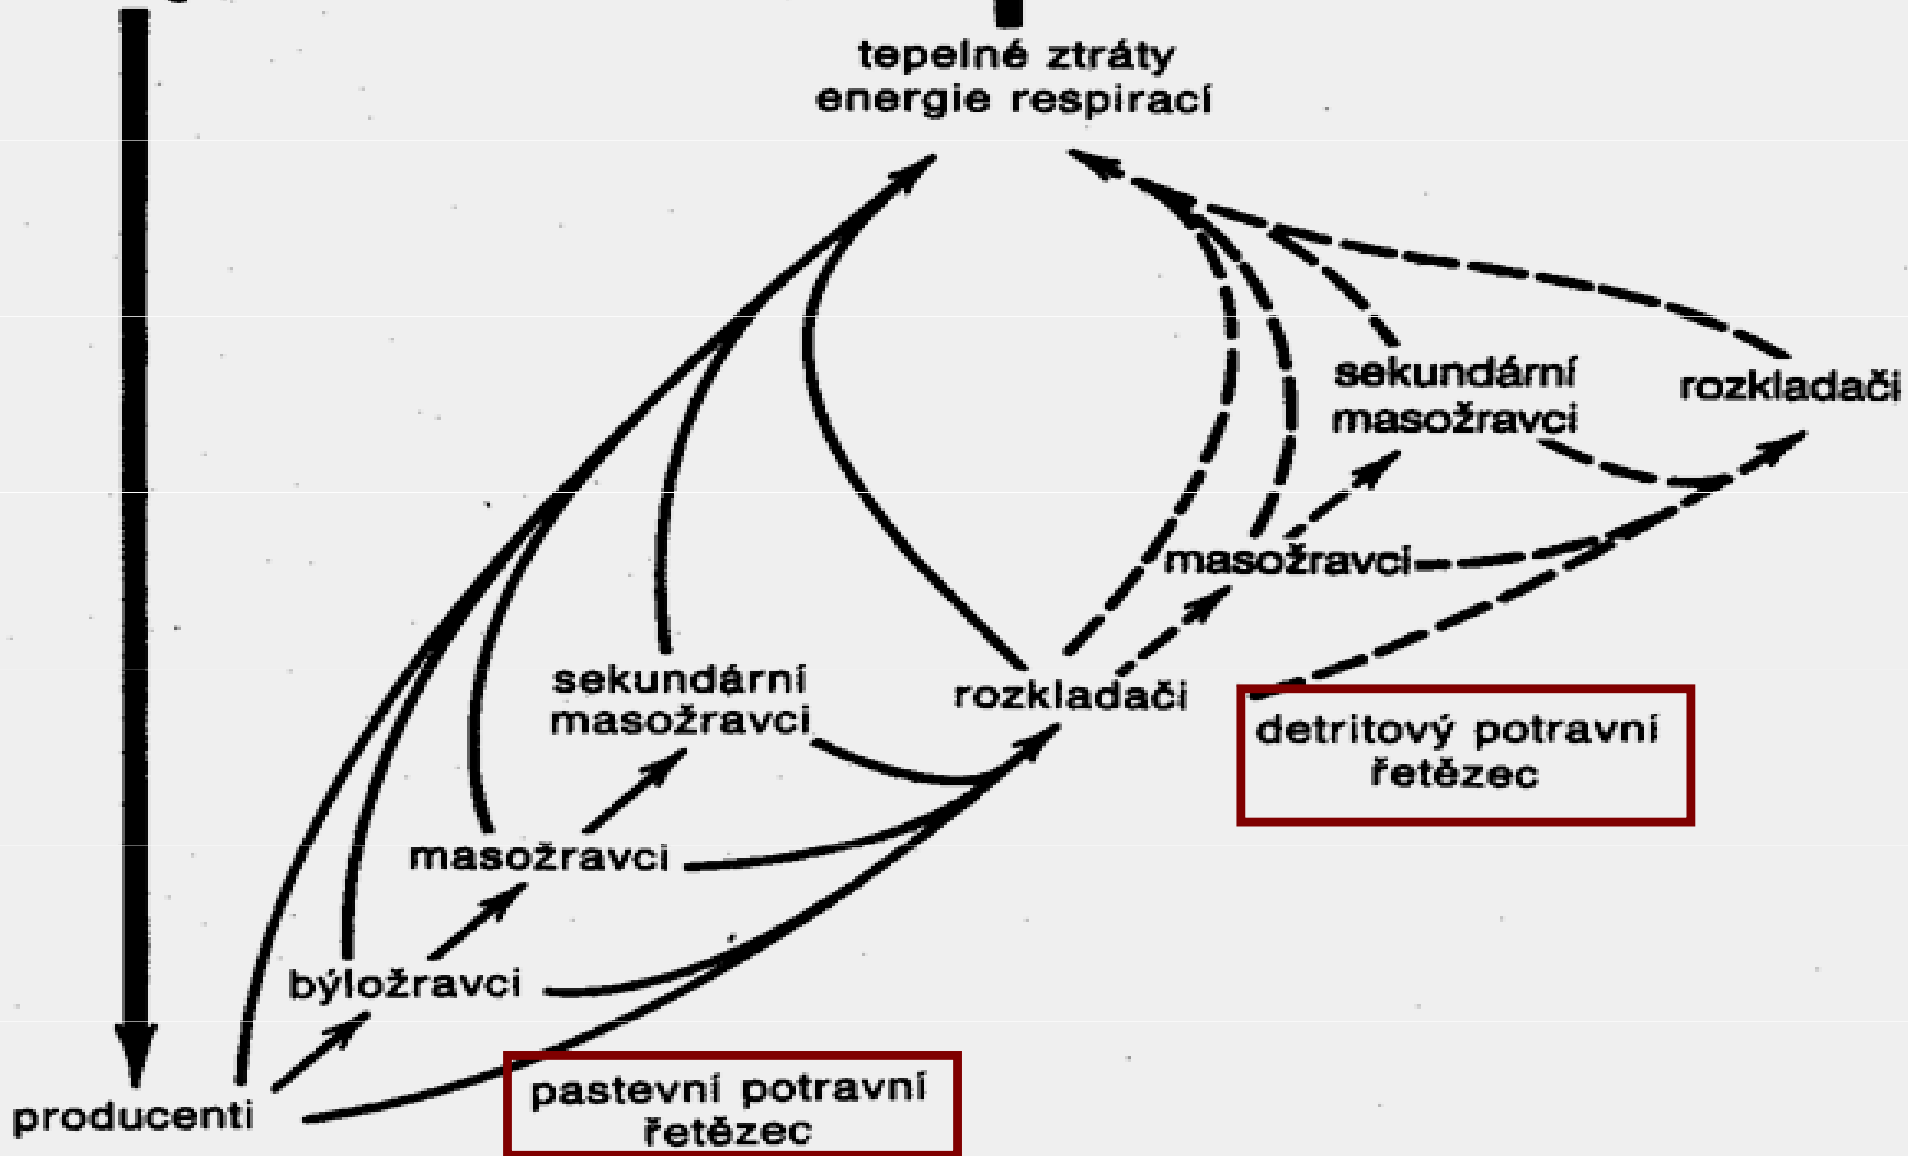 tepelné ztráty
energie respirací
sekundární
masožravci
rozkladači
masožravci
sekundární
masožravci
rozkladači
detritový potravní
řetězec
masožravci
býložravci
pastevní potravní
řetězec
producenti